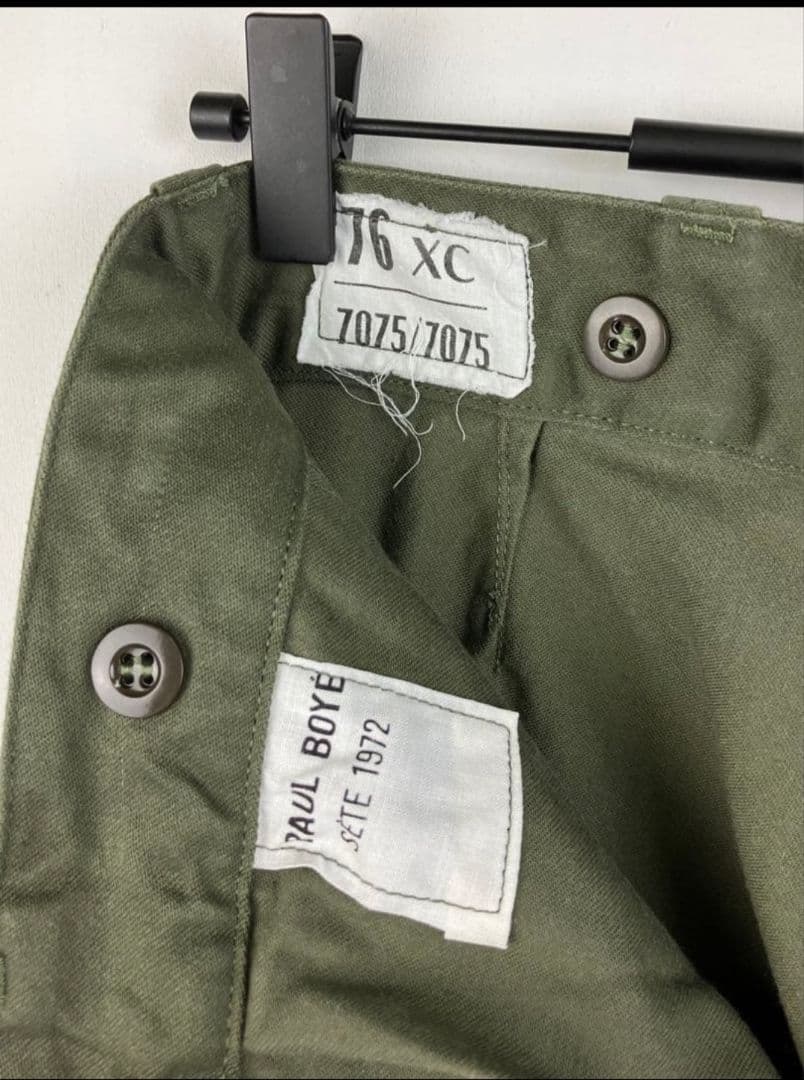 76 XC
7075/7075
PAUL BOYÉ
SÈTE 1972